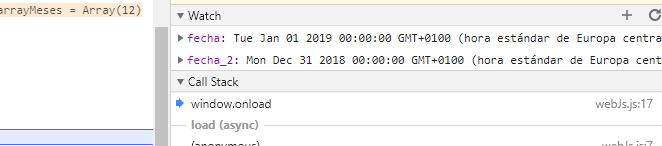 arrayMeses = Array(12)
Watch
fecha: Tue Jan 01 2019 00:00:00 GMT+0100 (hora estándar de Europa centra
fecha_2: Mon Dec 31 2018 00:00:00 GMT+0100 (hora estándar de Europa cent
Call Stack
window.onload webJs.js:17
load (async)
(anonymous) webJs.js:7